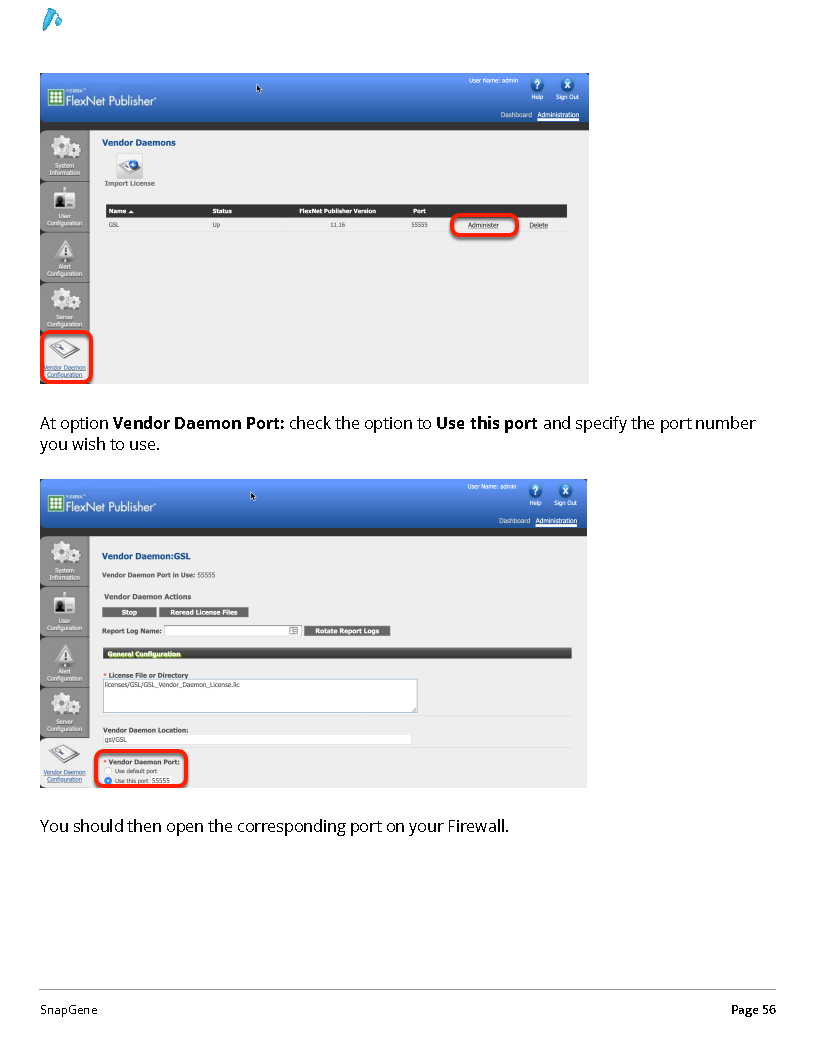 FLEXERA™
FlexNet Publisher®
User Name: admin
Help
Sign Out
Dashboard
Administration
System
Information
User
Configuration
Alert
Configuration
Server
Configuration
Vendor Daemon
Configuration
Vendor Daemons
Import License
Name Status FlexNet Publisher Version Port
GSL Up 11.16 55555 Administer Delete
At option Vendor Daemon Port: check the option to Use this port and specify the port number
you wish to use.
FLEXERA™
FlexNet Publisher®
User Name: admin
Help
Sign Out
Dashboard
Administration
System
Information
User
Configuration
Alert
Configuration
Server
Configuration
Vendor Daemon
Configuration
Vendor Daemon:GSL
Vendor Daemon Port in Use: 55555
Vendor Daemon Actions
Stop Reread License Files
Report Log Name: Rotate Report Logs
General Configuration
* License File or Directory
licenses/GSL/GSL_Vendor_Daemon_License.lic
Vendor Daemon Location:
gsl/GSL
* Vendor Daemon Port:
Use default port
Use this port 55555
You should then open the corresponding port on your Firewall.
SnapGene
Page 56